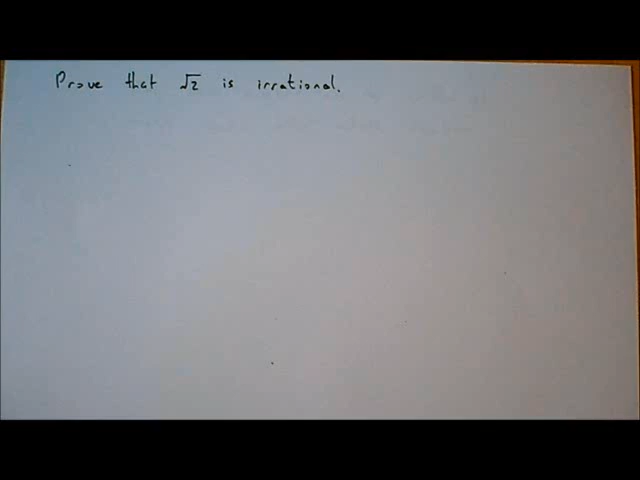 Prove that √2 is irrational.